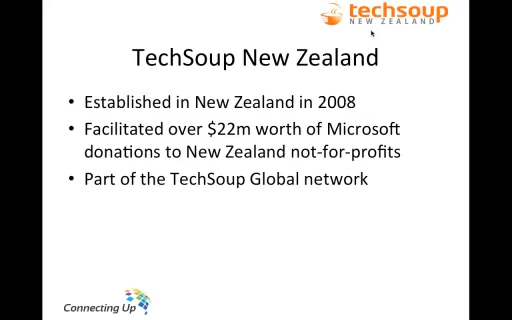 techsoup
NEW ZEALAND
TechSoup New Zealand
• Established in New Zealand in 2008
• Facilitated over $22m worth of Microsoft
donations to New Zealand not-for-profits
• Part of the TechSoup Global network
Connecting Up